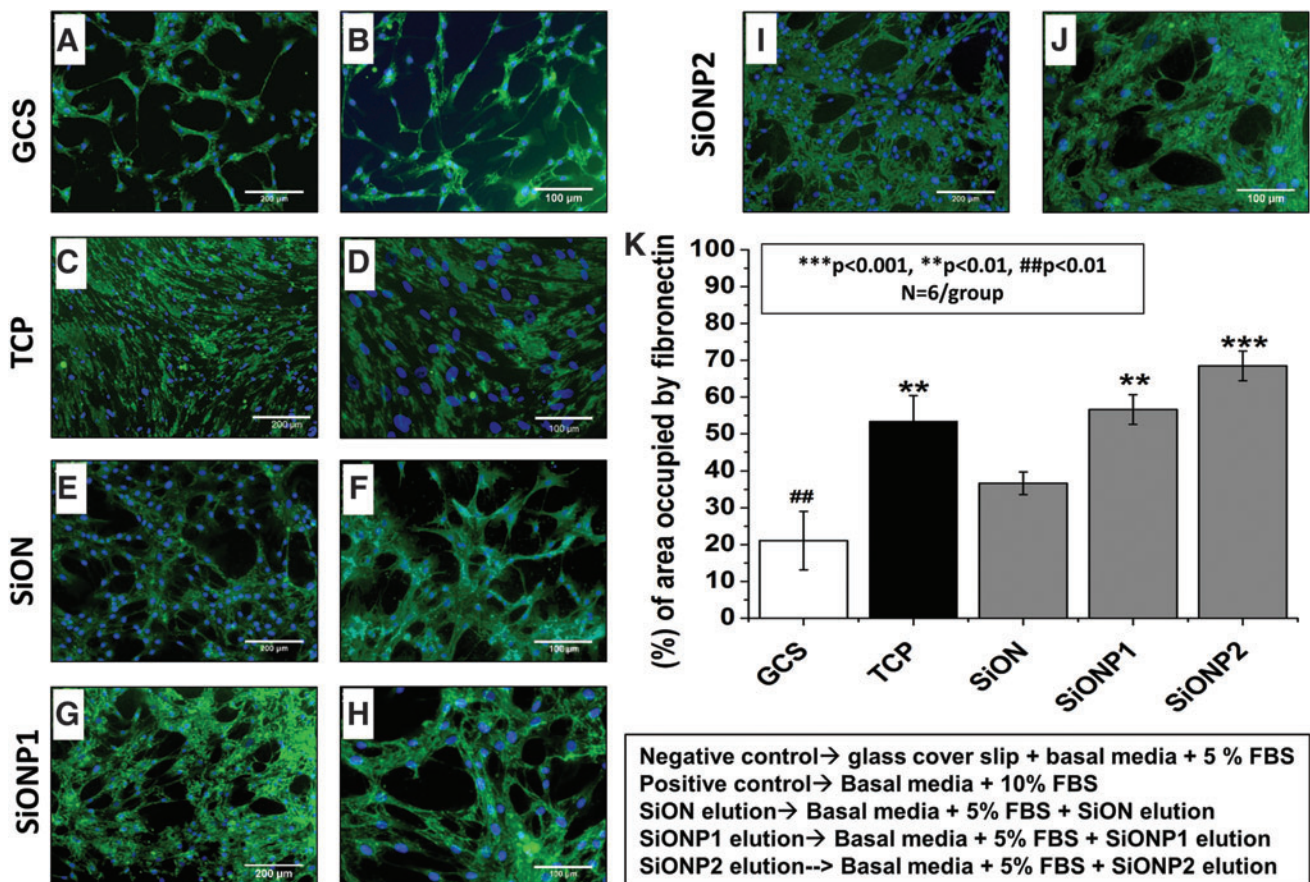 GCS
A
200 µm
B
100 µm
TCP
C
200 µm
D
100 µm
SiON
E
200 µm
F
100 µm
SiONP1
G
200 µm
H
100 µm
SiONP2
I
200 µm
J
100 µm
K
(%) of area occupied by fibronectin
100
90
80
70
60
50
40
30
20
10
0
***p<0.001, **p<0.01, ##p<0.01
N=6/group
##
**
**
***
GCS
TCP
SiON
SiONP1
SiONP2
Negative control→ glass cover slip + basal media + 5 % FBS
Positive control→ Basal media + 10% FBS
SiON elution→ Basal media + 5% FBS + SiON elution
SiONP1 elution→ Basal media + 5% FBS + SiONP1 elution
SiONP2 elution--> Basal media + 5% FBS + SiONP2 elution